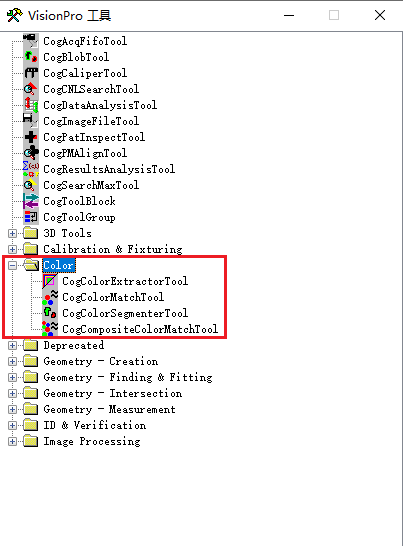 VisionPro 工具
CogAcqFifoTool
CogBlobTool
CogCaliperTool
CogCNLSearchTool
CogDataAnalysisTool
CogImageFileTool
CogPatInspectTool
CogPMAlignTool
CogResultsAnalysisTool
CogSearchMaxTool
CogToolBlock
CogToolGroup
3D Tools
Calibration & Fixturing
Color
CogColorExtractorTool
CogColorMatchTool
CogColorSegmenterTool
CogCompositeColorMatchTool
Deprecated
Geometry - Creation
Geometry - Finding & Fitting
Geometry - Intersection
Geometry - Measurement
ID & Verification
Image Processing